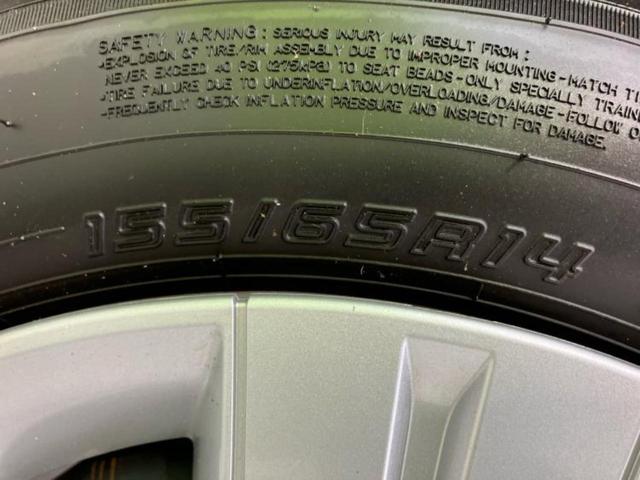 SAFETY WARNING: SERIOUS INJURY MAY RESULT FROM:
•EXPLOSION OF TIRE/RIM ASSEMBLY DUE TO IMPROPER MOUNTING-MATCH TI
NEVER EXCEED 40 PSI (275kPa) TO SEAT BEADS-ONLY SPECIALLY TRAIN
•TIRE FAILURE DUE TO UNDERINFLATION/OVERLOADING/DAMAGE-FOLLOW O
-FREQUENTLY CHECK INFLATION PRESSURE AND INSPECT FOR DAMAGE.
155/65R14